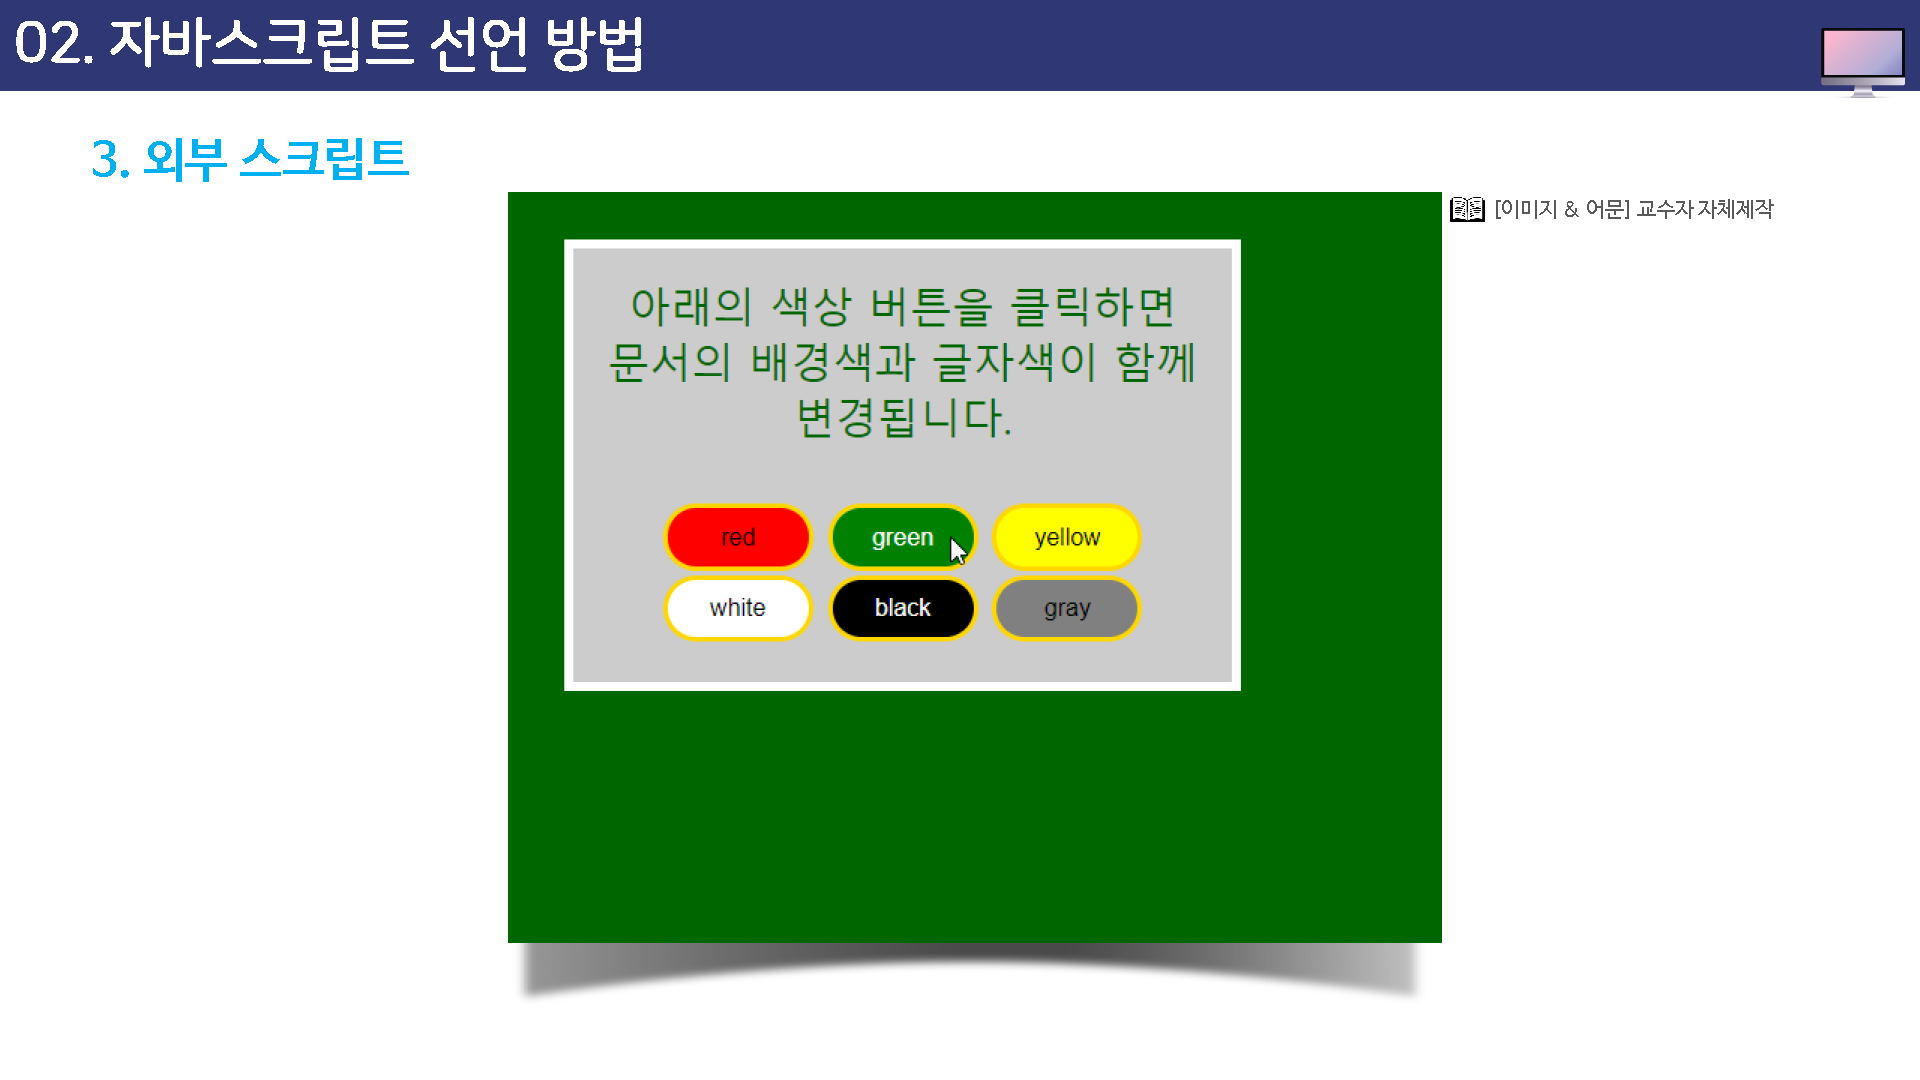 02. 자바스크립트 선언 방법
3. 외부 스크립트
[이미지 & 어문] 교수자 자체제작
아래의 색상 버튼을 클릭하면
문서의 배경색과 글자색이 함께
변경됩니다.
red green yellow
white black gray